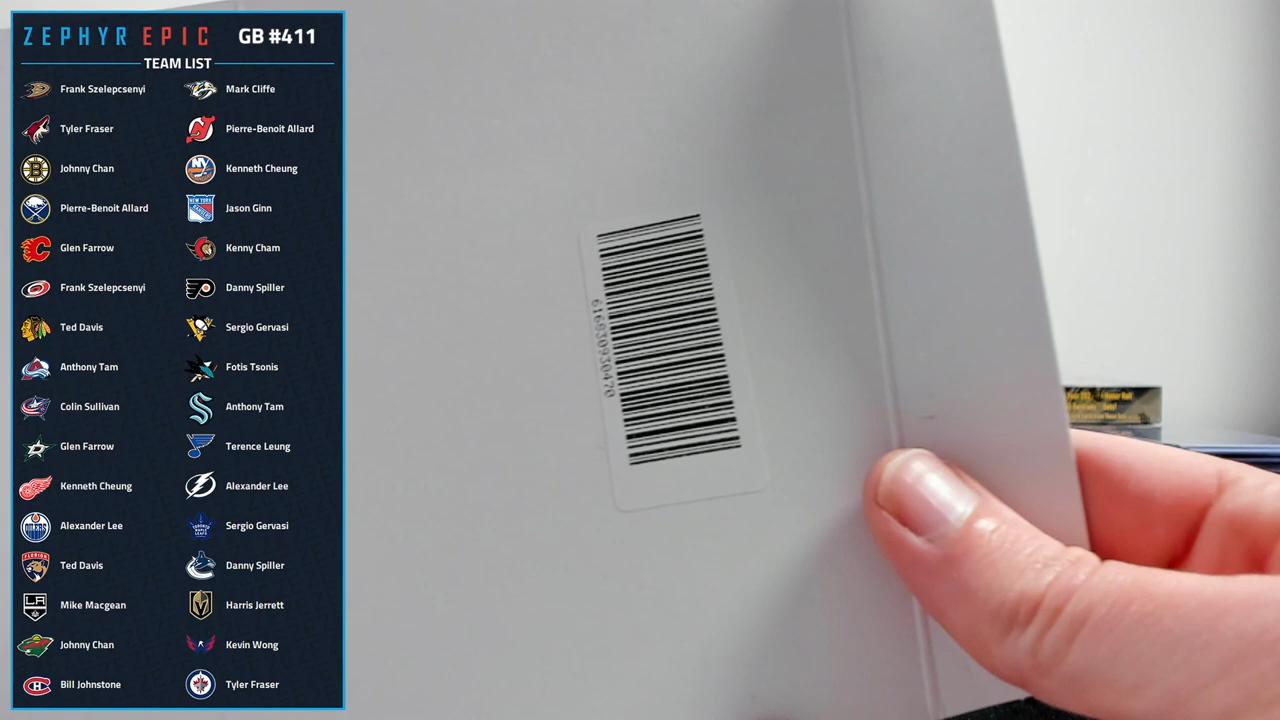 ZEPHYR EPIC GB #411
TEAM LIST
Frank Szelepcsenyi
Mark Cliffe
Tyler Fraser
Pierre-Benoit Allard
Johnny Chan
Kenneth Cheung
Pierre-Benoit Allard
Jason Ginn
Glen Farrow
Kenny Cham
Frank Szelepcsenyi
Danny Spiller
Ted Davis
Sergio Gervasi
Anthony Tam
Fotis Tsonis
Colin Sullivan
Anthony Tam
Glen Farrow
Terence Leung
Kenneth Cheung
Alexander Lee
Alexander Lee
Sergio Gervasi
Ted Davis
Danny Spiller
Mike Macgean
Harris Jerrett
Johnny Chan
Kevin Wong
Bill Johnstone
Tyler Fraser
616830930470